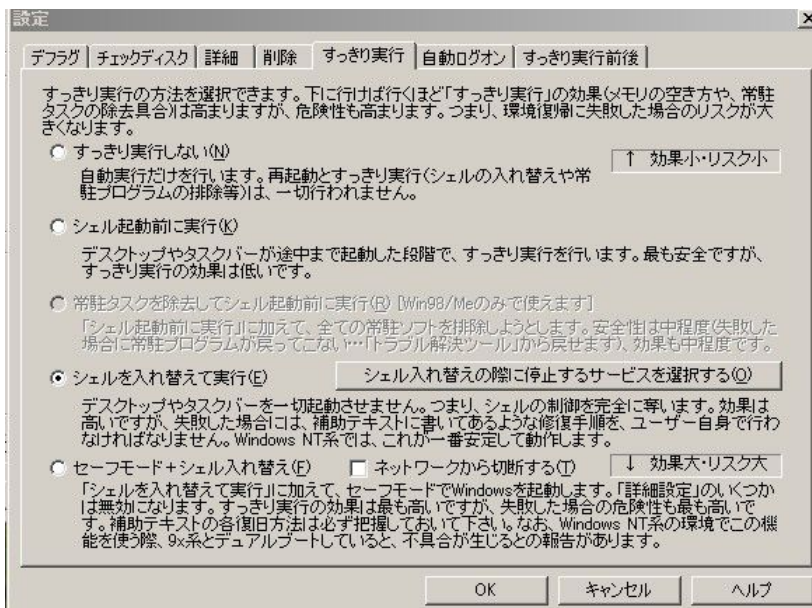 設定
デフラグ チェックディスク 詳細 削除 すっきり実行 自動ログオン すっきり実行前後
すっきり実行の方法を選択できます。下に行けば行くほど「すっきり実行」の効果(メモリの空き方や、常駐
タスクの除去具合)は高まりますが、危険性も高まります。つまり、環境復帰に失敗した場合のリスクが大
きくなります。
すっきり実行しない(N)
↑ 効果小・リスク小
自動実行だけを行います。再起動とすっきり実行(シェルの入れ替えや常
駐プログラムの排除等)は、一切行われません。
シェル起動前に実行(K)
デスクトップやタスクバーが途中まで起動した段階で、すっきり実行を行います。最も安全ですが、
すっきり実行の効果は低いです。
常駐タスクを除去してシェル起動前に実行(R) [Win98/Meのみで使えます]
「シェル起動前に実行」に加えて、全ての常駐ソフトを排除しようとします。安全性は中程度(失敗した
場合に常駐プログラムが戻ってこない…「トラブル解決ツール」から戻せます)、効果も中程度です。
シェルを入れ替えて実行(E) シェル入れ替えの際に停止するサービスを選択する(O)
デスクトップやタスクバーを一切起動させません。つまり、シェルの制御を完全に奪います。効果は
高いですが、失敗した場合には、補助テキストに書いてあるような修復手順を、ユーザー自身で行わ
なければなりません。Windows NT系では、これが一番安定して動作します。
セーフモード+シェル入れ替え(F) ネットワークから切断する(T) ↓ 効果大・リスク大
「シェルを入れ替えて実行」に加えて、セーフモードでWindowsを起動します。「詳細設定」のいくつか
は無効になります。すっきり実行の効果は最も高いですが、失敗した場合の危険性も最も高いで
す。補助テキストの各復旧方法は必ず把握しておいて下さい。なお、Windows NT系の環境でこの機
能を使う際、9x系とデュアルブートしていると、不具合が生じるとの報告があります。
OK キャンセル ヘルプ